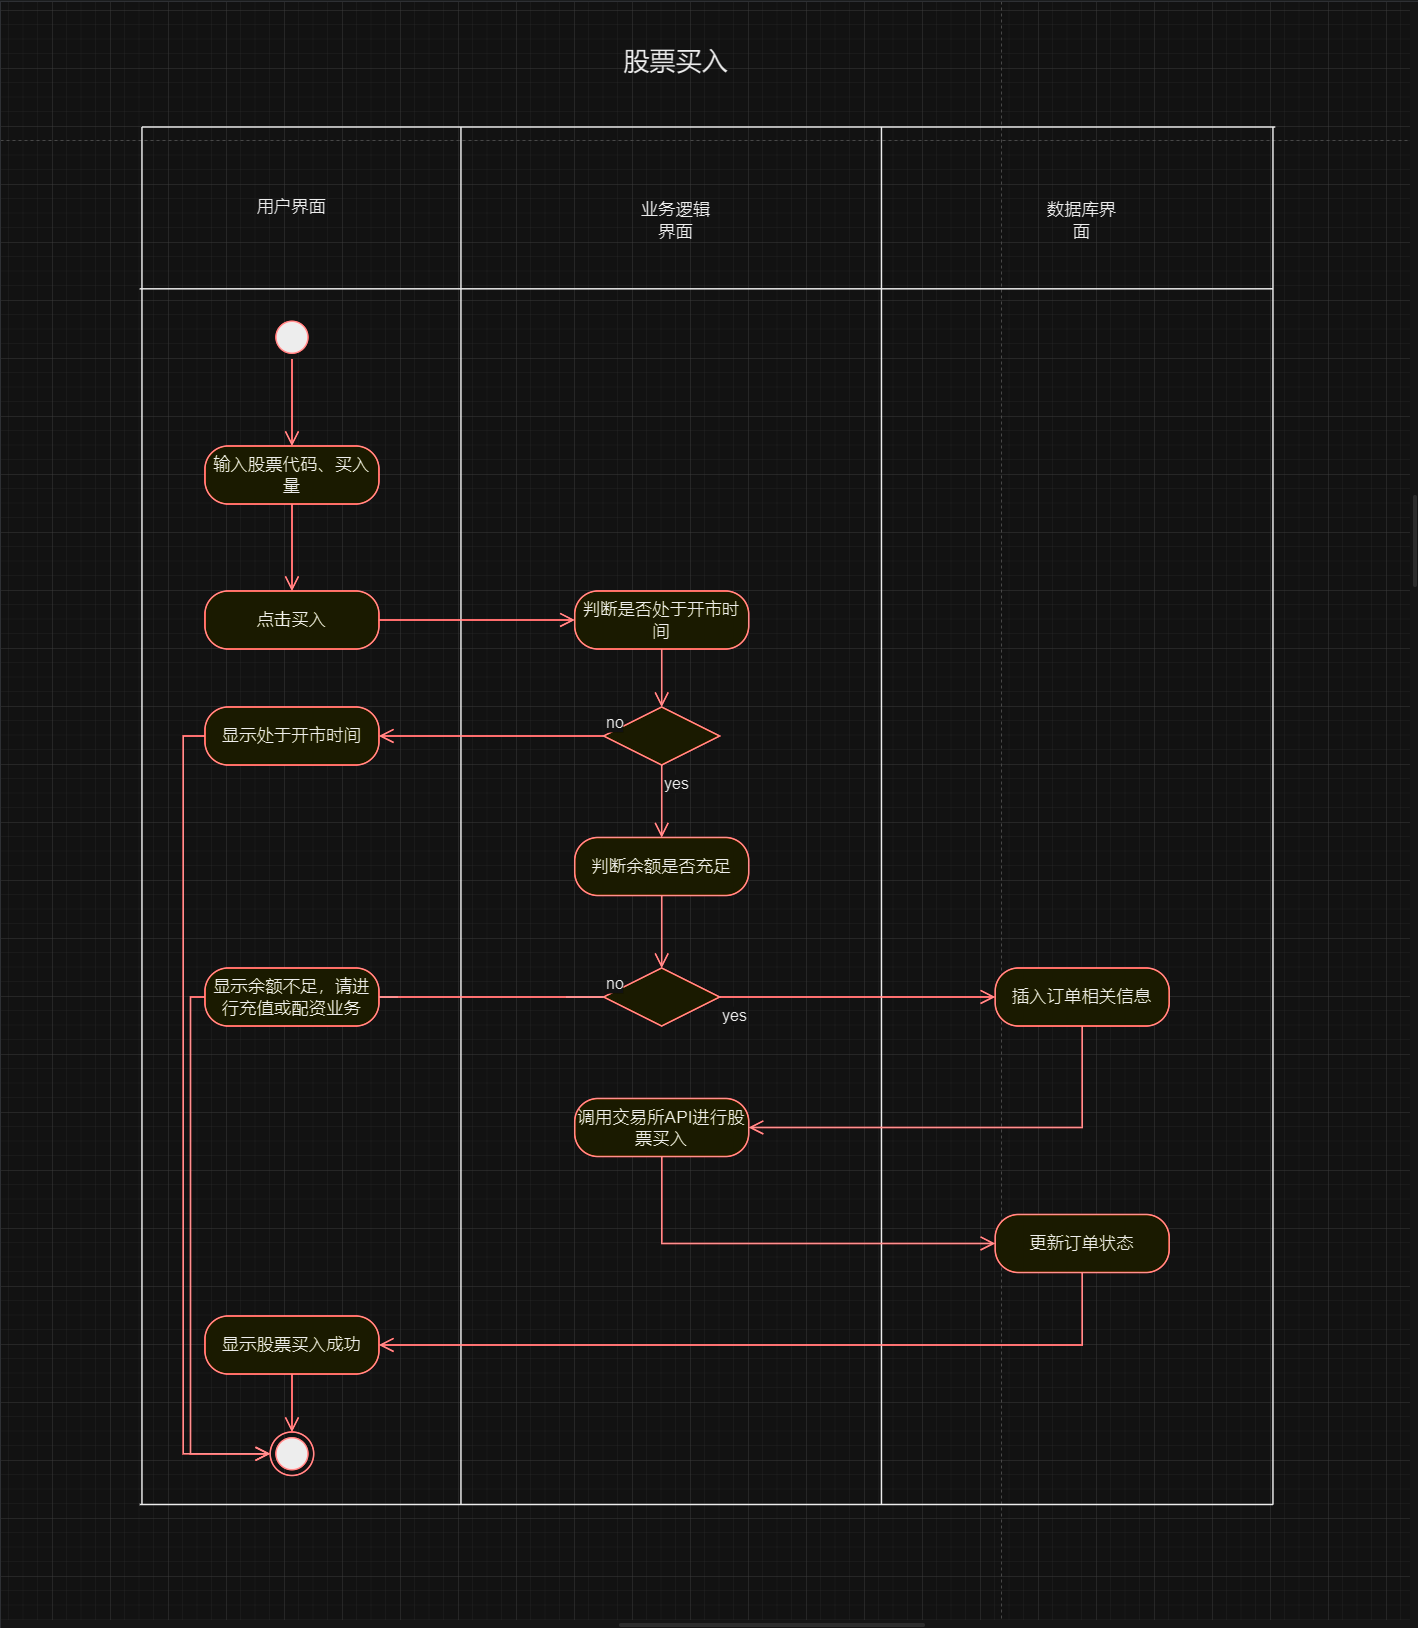 股票买入
用户界面
业务逻辑
界面
数据库界
面
输入股票代码、买入
量
点击买入
判断是否处于开市时
间
no
显示处于开市时间
yes
判断余额是否充足
no
显示余额不足，请进
行充值或配资业务
yes
插入订单相关信息
调用交易所API进行股
票买入
更新订单状态
显示股票买入成功